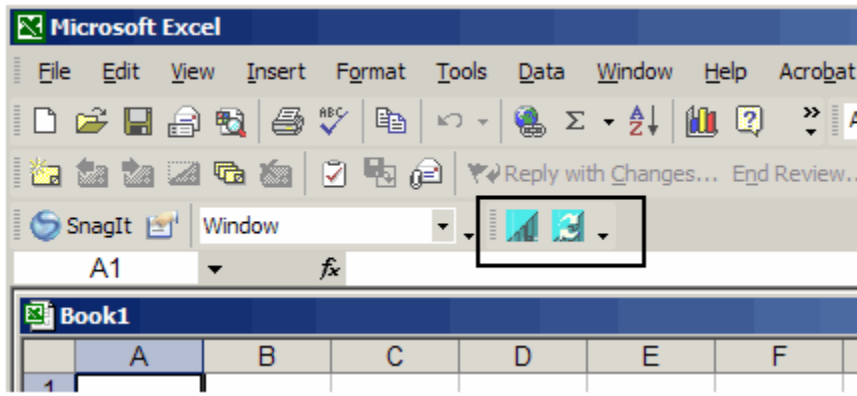 Microsoft Excel
File Edit View Insert Format Tools Data Window Help Acrobat
ABC Σ A Z ? » A
Reply with Changes... End Review...
SnagIt Window
A1 fx
Book1
A B C D E F
1